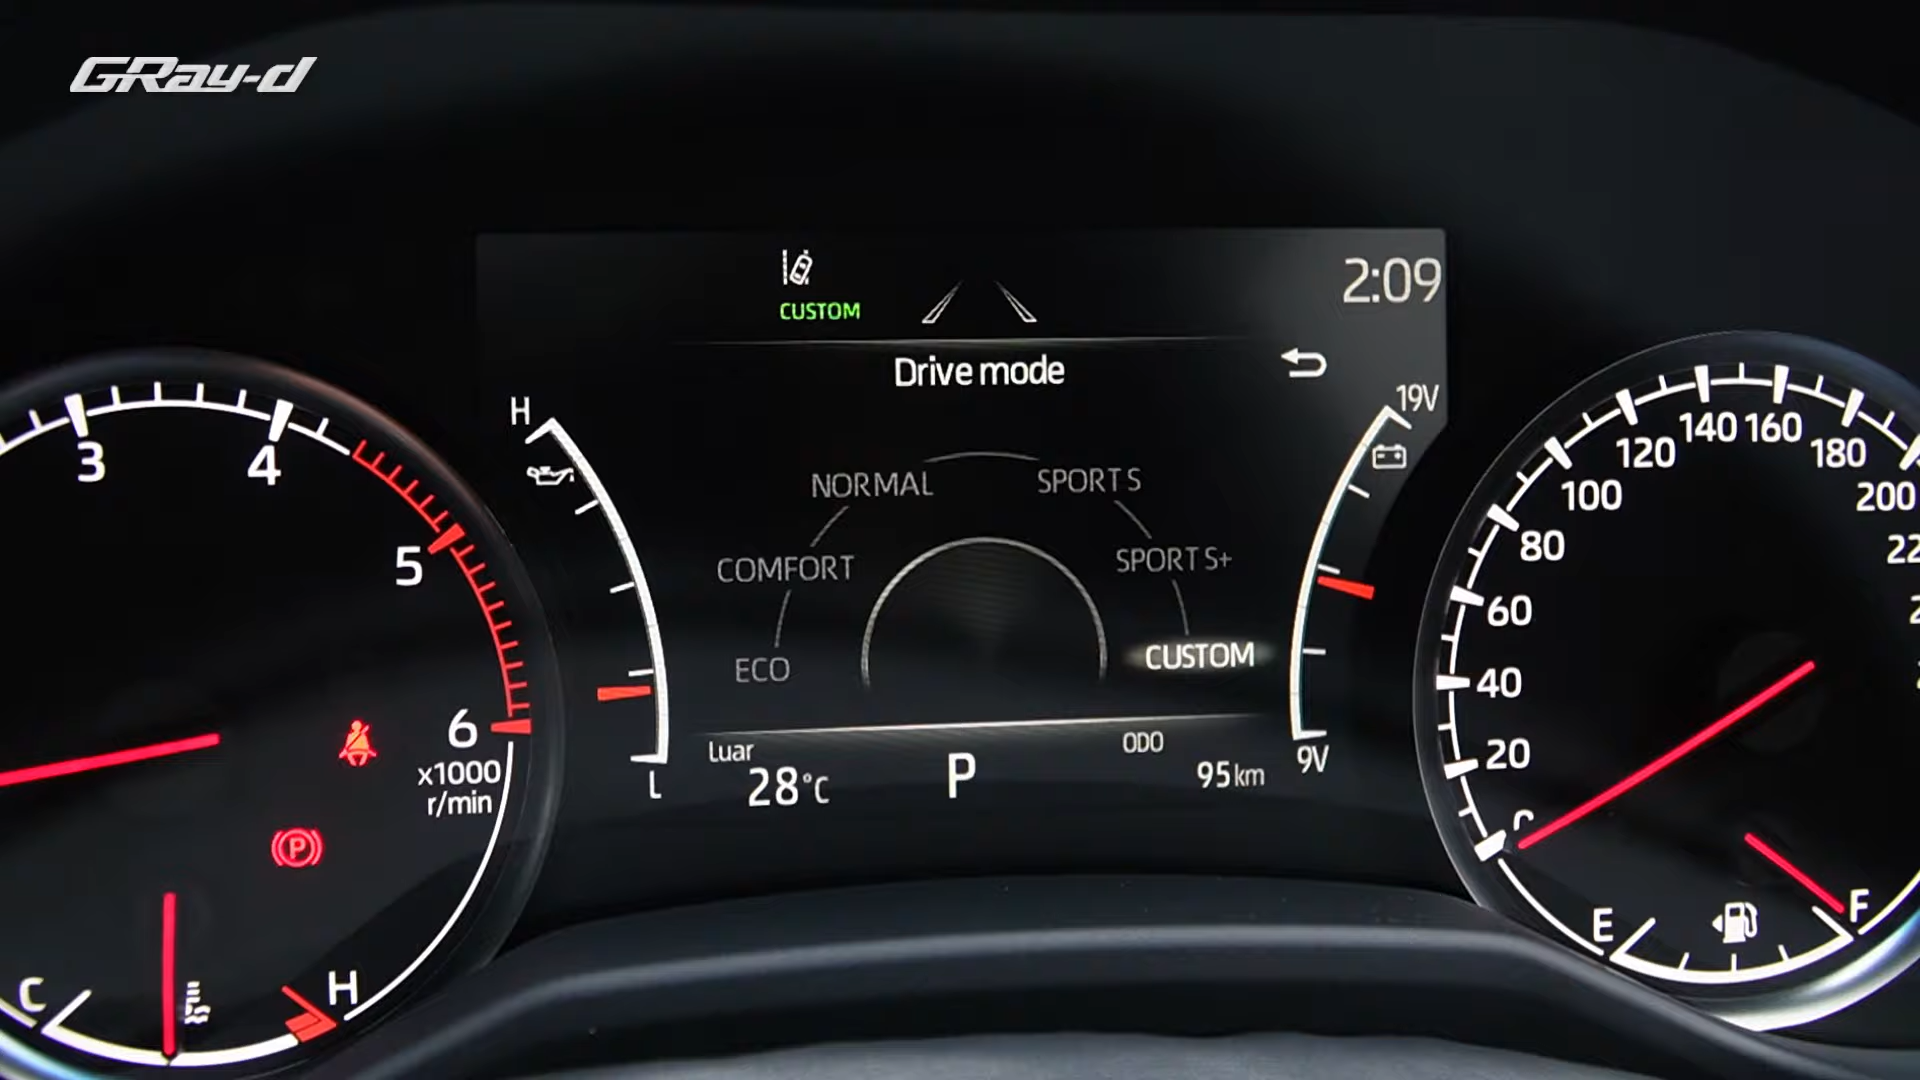 GRay-d
CUSTOM
2:09
Drive mode
H
19V
NORMAL
SPORT S
COMFORT
SPORT S+
ECO
CUSTOM
L
9V
Luar
28°C
P
ODO
95km
3
4
5
6
x1000
r/min
P
C
H
0
20
40
60
80
100
120
140
160
180
200
E
F